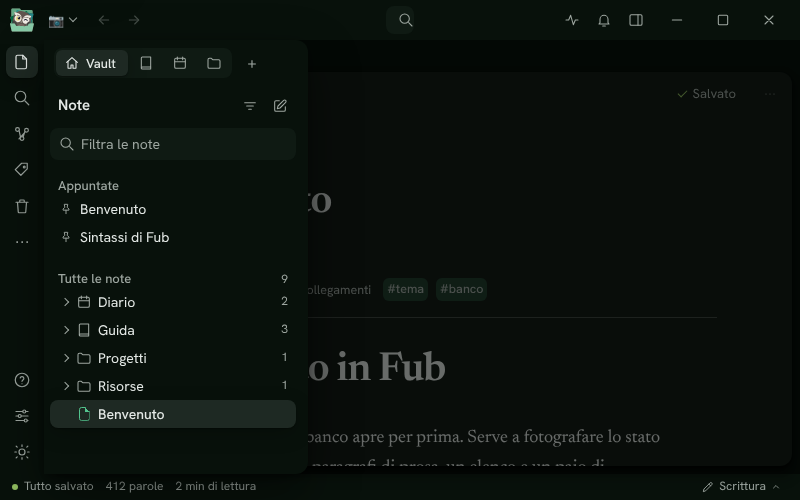 Vault
Salvato
Note
Filtra le note
Appuntate
Benvenuto
Sintassi di Fub
Tutte le note 9
Diario 2
Guida 3
Progetti 1
Risorse 1
Benvenuto
#tema #banco
o in Fub
banco apre per prima. Serve a fotografare lo stato
Tutto salvato 412 parole 2 min di lettura
Scrittura